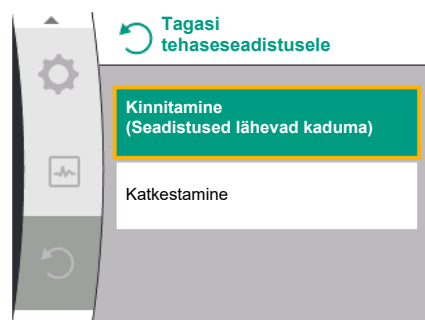 Tagasi
tehaseseadistusele
Kinnitamine
(Seadistused lähevad kaduma)
Katkestamine